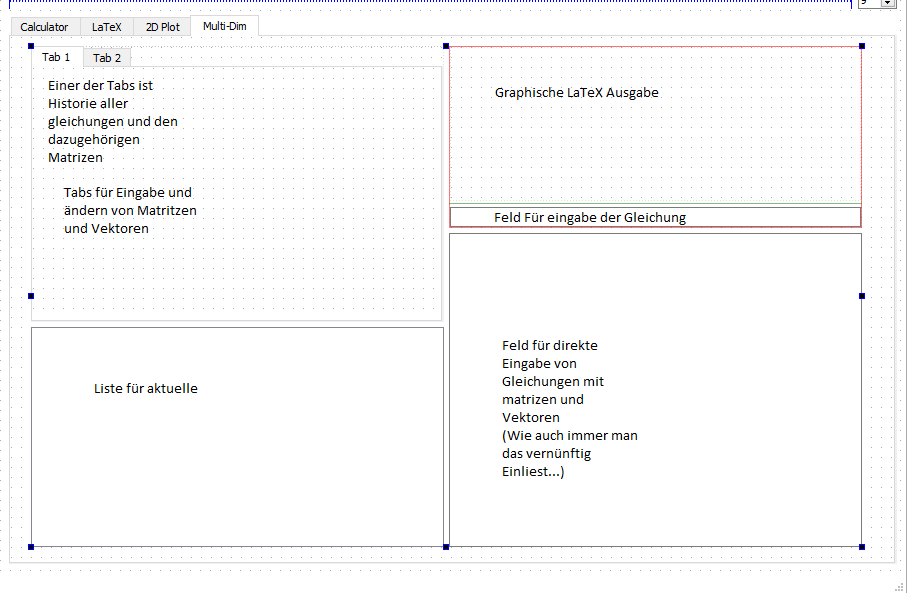 9
Calculator LaTeX 2D Plot Multi-Dim
Tab 1 Tab 2
Einer der Tabs ist
Historie aller
gleichungen und den
dazugehörigen
Matrizen
Tabs für Eingabe und
ändern von Matritzen
und Vektoren
Liste für aktuelle
Graphische LaTeX Ausgabe
Feld Für eingabe der Gleichung
Feld für direkte
Eingabe von
Gleichungen mit
matrizen und
Vektoren
(Wie auch immer man
das vernünftig
Einliest...)